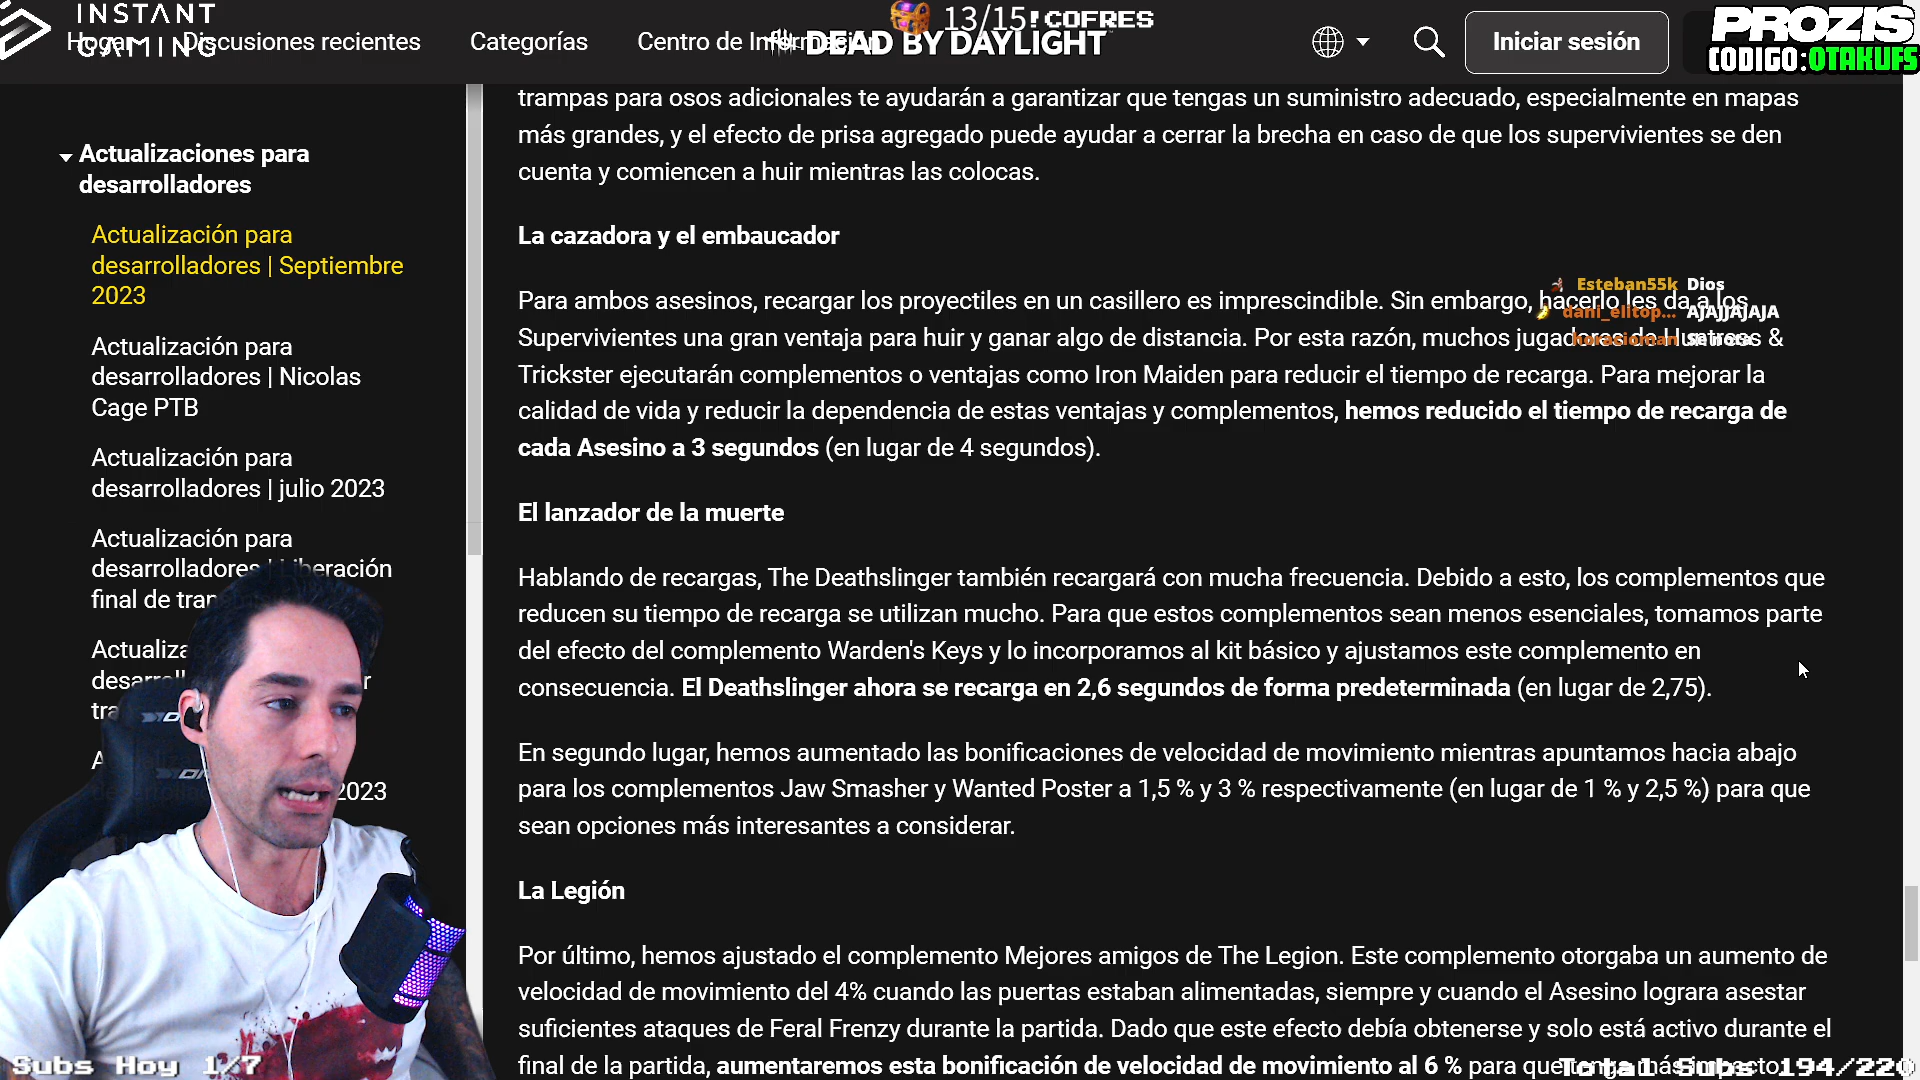 INSTANT GAMING
Hogar Discusiones recientes Categorías Centro de
DEAD BY DAYLIGHT
13/15 !COFRES
Iniciar sesión
PROZIS
CODIGO:OTAKUFS
Actualizaciones para
desarrolladores
Actualización para
desarrolladores | Septiembre
2023
Actualización para
desarrolladores | Nicolas
Cage PTB
Actualización para
desarrolladores | julio 2023
Actualización para
desarrolladores
final de
2023
trampas para osos adicionales te ayudarán a garantizar que tengas un suministro adecuado, especialmente en mapas
más grandes, y el efecto de prisa agregado puede ayudar a cerrar la brecha en caso de que los supervivientes se den
cuenta y comiencen a huir mientras las colocas.
La cazadora y el embaucador
Para ambos asesinos, recargar los proyectiles en un casillero es imprescindible. Sin embargo, hacerlo les da a los
Supervivientes una gran ventaja para huir y ganar algo de distancia. Por esta razón, muchos jugadores de Huntress &
Trickster ejecutarán complementos o ventajas como Iron Maiden para reducir el tiempo de recarga. Para mejorar la
calidad de vida y reducir la dependencia de estas ventajas y complementos, hemos reducido el tiempo de recarga de
cada Asesino a 3 segundos (en lugar de 4 segundos).
Esteban55k Dios
dani_elitop... AJAJJAJAJA
horacioman
El lanzador de la muerte
Hablando de recargas, The Deathslinger también recargará con mucha frecuencia. Debido a esto, los complementos que
reducen su tiempo de recarga se utilizan mucho. Para que estos complementos sean menos esenciales, tomamos parte
del efecto del complemento Warden's Keys y lo incorporamos al kit básico y ajustamos este complemento en
consecuencia. El Deathslinger ahora se recarga en 2,6 segundos de forma predeterminada (en lugar de 2,75).
En segundo lugar, hemos aumentado las bonificaciones de velocidad de movimiento mientras apuntamos hacia abajo
para los complementos Jaw Smasher y Wanted Poster a 1,5 % y 3 % respectivamente (en lugar de 1 % y 2,5 %) para que
sean opciones más interesantes a considerar.
La Legión
Por último, hemos ajustado el complemento Mejores amigos de The Legion. Este complemento otorgaba un aumento de
velocidad de movimiento del 4% cuando las puertas estaban alimentadas, siempre y cuando el Asesino lograra asestar
suficientes ataques de Feral Frenzy durante la partida. Dado que este efecto debía obtenerse y solo está activo durante el
final de la partida, aumentaremos esta bonificación de velocidad de movimiento al 6 % para que tenga más impacto
Subs Hoy 1/7
Total Subs 194/220